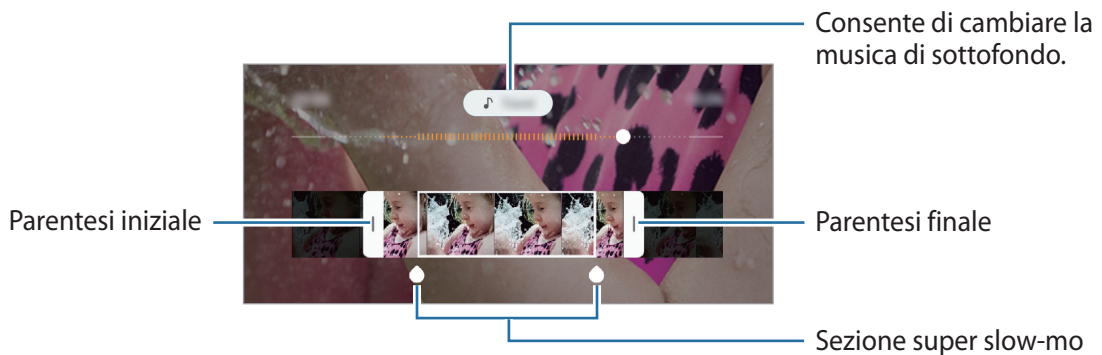 Consente di cambiare la
musica di sottofondo.
Parentesi iniziale
Parentesi finale
Sezione super slow-mo